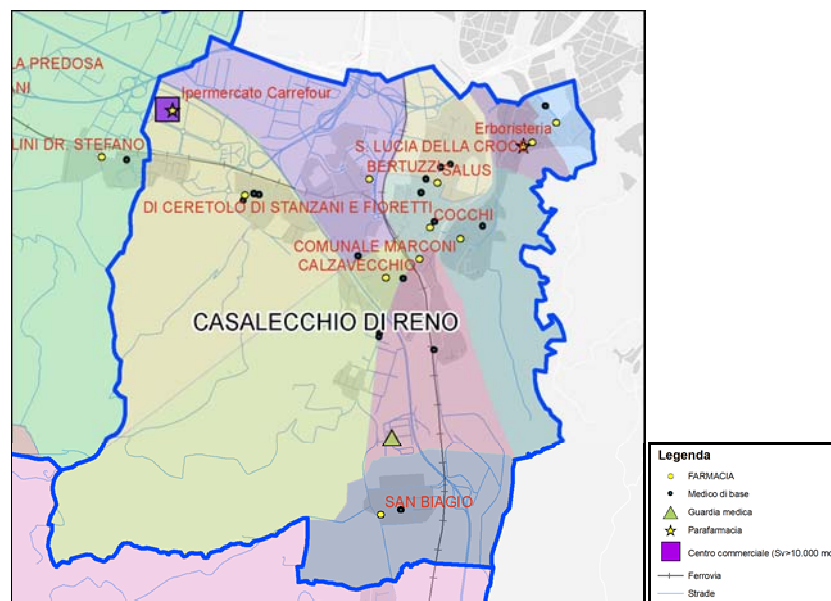 LA PREDOSA
ANI
Ipermercato Carrefour
Erboristeria
LINI DR. STEFANO
S. LUCIA DELLA CROC
BERTUZZI
SALUS
DI CERETOLO DI STANZANI E FIORETTI
COCCHI
COMUNALE MARCONI
CALZAVECCHIO
CASALECCHIO DI RENO
SAN BIAGIO
Legenda
FARMACIA
Medico di base
Guardia medica
Parafarmacia
Centro commerciale (Sv>10.000 mq
Ferrovia
Strade